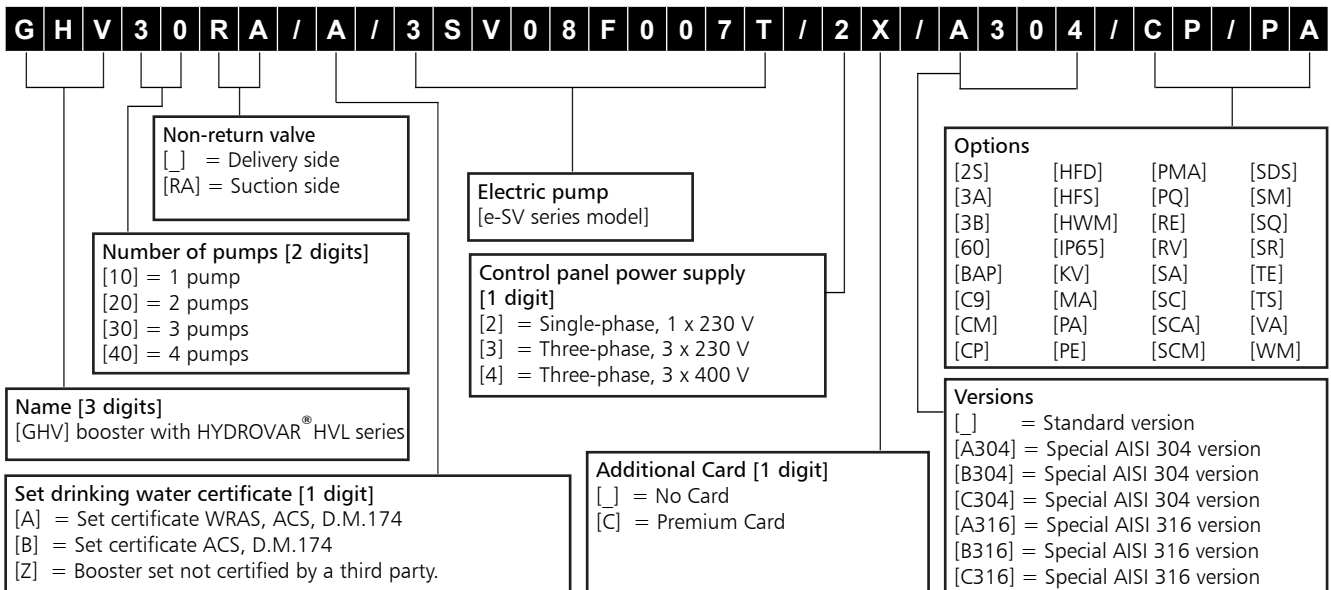 GHV30RA/A/3SV08F007T/2X/A304/CP/PA
Non-return valve
[_] = Delivery side
[RA] = Suction side
Number of pumps [2 digits]
[10] = 1 pump
[20] = 2 pumps
[30] = 3 pumps
[40] = 4 pumps
Name [3 digits]
[GHV] booster with HYDROVAR® HVL series
Set drinking water certificate [1 digit]
[A] = Set certificate WRAS, ACS, D.M.174
[B] = Set certificate ACS, D.M.174
[Z] = Booster set not certified by a third party.
Electric pump
[e-SV series model]
Control panel power supply
[1 digit]
[2] = Single-phase, 1 x 230 V
[3] = Three-phase, 3 x 230 V
[4] = Three-phase, 3 x 400 V
Additional Card [1 digit]
[_] = No Card
[C] = Premium Card
Options
[2S] [HFD] [PMA] [SDS]
[3A] [HFS] [PQ] [SM]
[3B] [HWM] [RE] [SQ]
[60] [IP65] [RV] [SR]
[BAP] [KV] [SA] [TE]
[C9] [MA] [SC] [TS]
[CM] [PA] [SCA] [VA]
[CP] [PE] [SCM] [WM]
Versions
[_] = Standard version
[A304] = Special AISI 304 version
[B304] = Special AISI 304 version
[C304] = Special AISI 304 version
[A316] = Special AISI 316 version
[B316] = Special AISI 316 version
[C316] = Special AISI 316 version